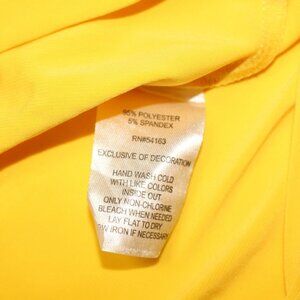 95% POLYESTER
5% SPANDEX
RN#54163
EXCLUSIVE OF DECORATION
HAND WASH COLD
WITH LIKE COLORS
INSIDE OUT
ONLY NON-CHLORINE
BLEACH WHEN NEEDED
LAY FLAT TO DRY
OW IRON IF NECESSARY